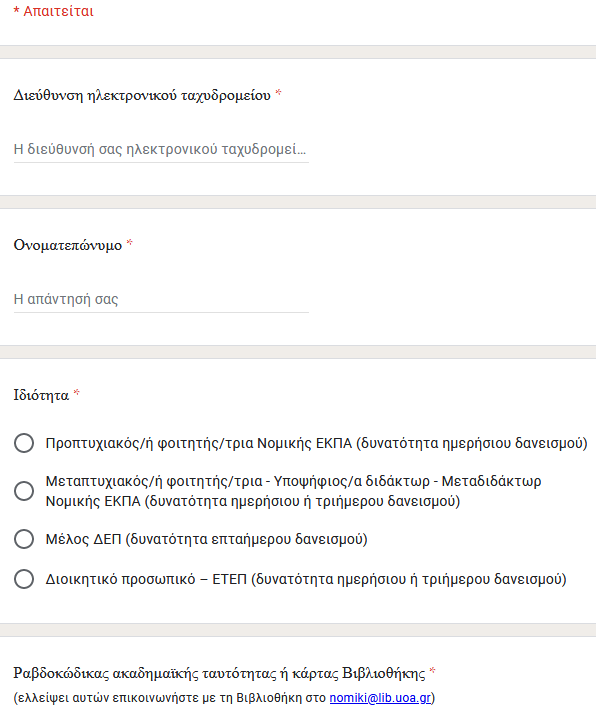 * Απαιτείται
Διεύθυνση ηλεκτρονικού ταχυδρομείου *
Η διεύθυνσή σας ηλεκτρονικού ταχυδρομεί...
Ονοματεπώνυμο *
Η απάντησή σας
Ιδιότητα *
Προπτυχιακός/ή φοιτητής/τρια Νομικής ΕΚΠΑ (δυνατότητα ημερήσιου δανεισμού)
Μεταπτυχιακός/ή φοιτητής/τρια - Υποψήφιος/α διδάκτωρ - Μεταδιδάκτωρ
Νομικής ΕΚΠΑ (δυνατότητα ημερήσιου ή τριήμερου δανεισμού)
Μέλος ΔΕΠ (δυνατότητα επταήμερου δανεισμού)
Διοικητικό προσωπικό – ΕΤΕΠ (δυνατότητα ημερήσιου ή τριήμερου δανεισμού)
Ραβδοκώδικας ακαδημαϊκής ταυτότητας ή κάρτας Βιβλιοθήκης *
(ελλείψει αυτών επικοινωνήστε με τη Βιβλιοθήκη στο nomiki@lib.uoa.gr)